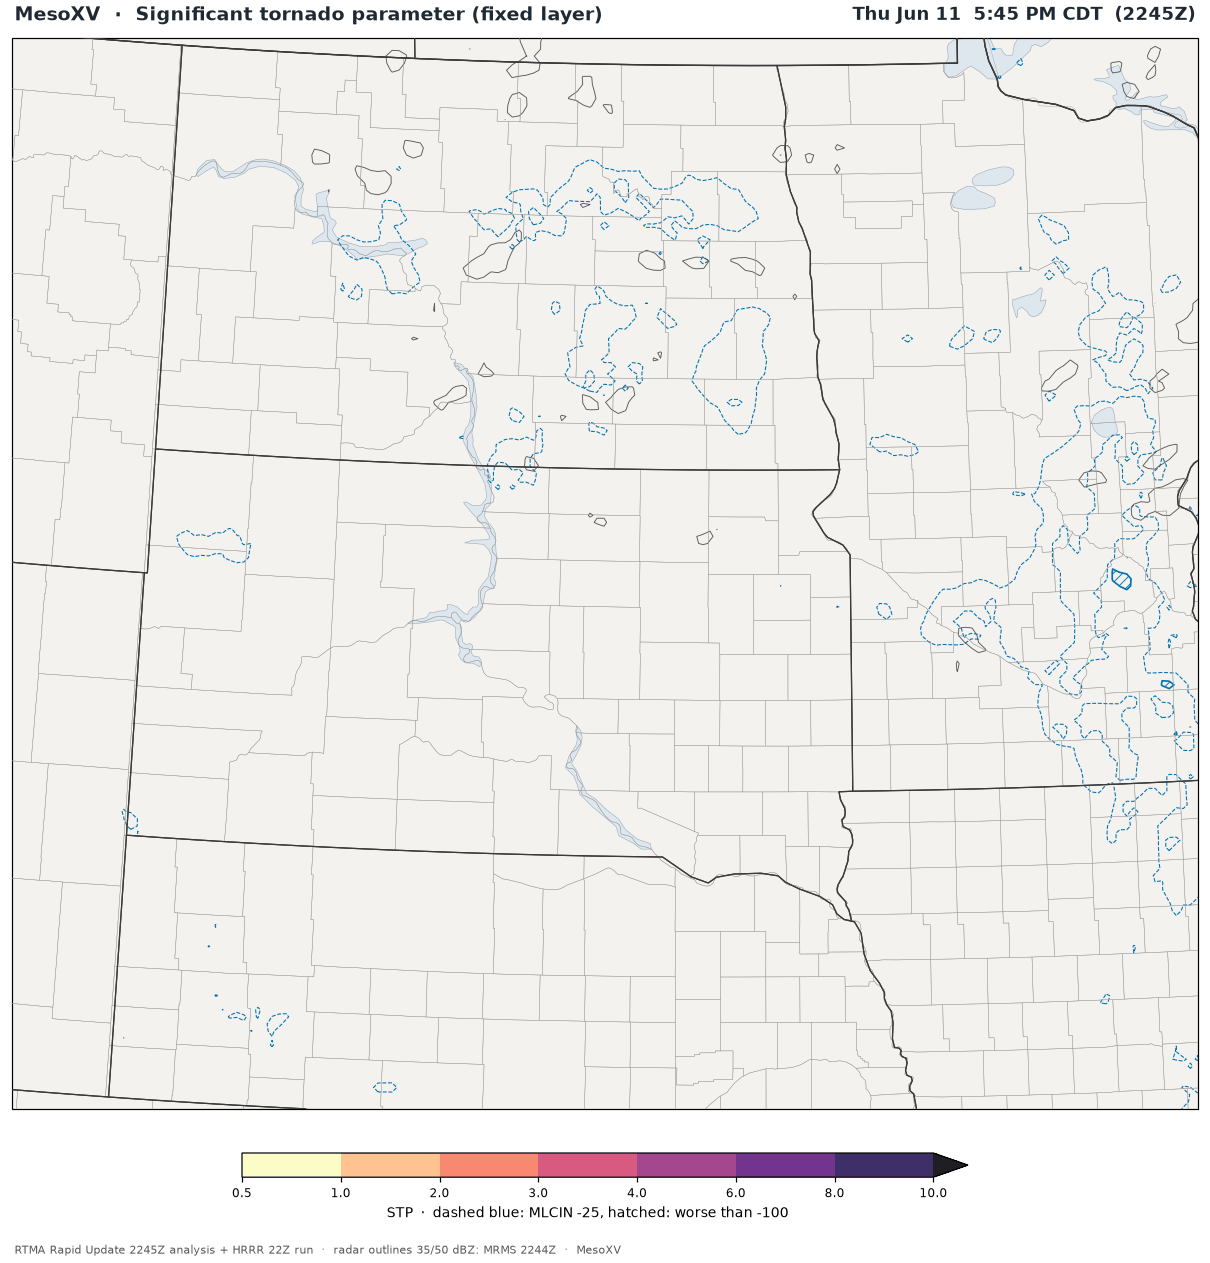 MesoXV · Significant tornado parameter (fixed layer)
Thu Jun 11 5:45 PM CDT (2245Z)
0.5 1.0 2.0 3.0 4.0 6.0 8.0 10.0
STP · dashed blue: MLCIN -25, hatched: worse than -100
RTMA Rapid Update 2245Z analysis + HRRR 22Z run · radar outlines 35/50 dBZ: MRMS 2244Z · MesoXV